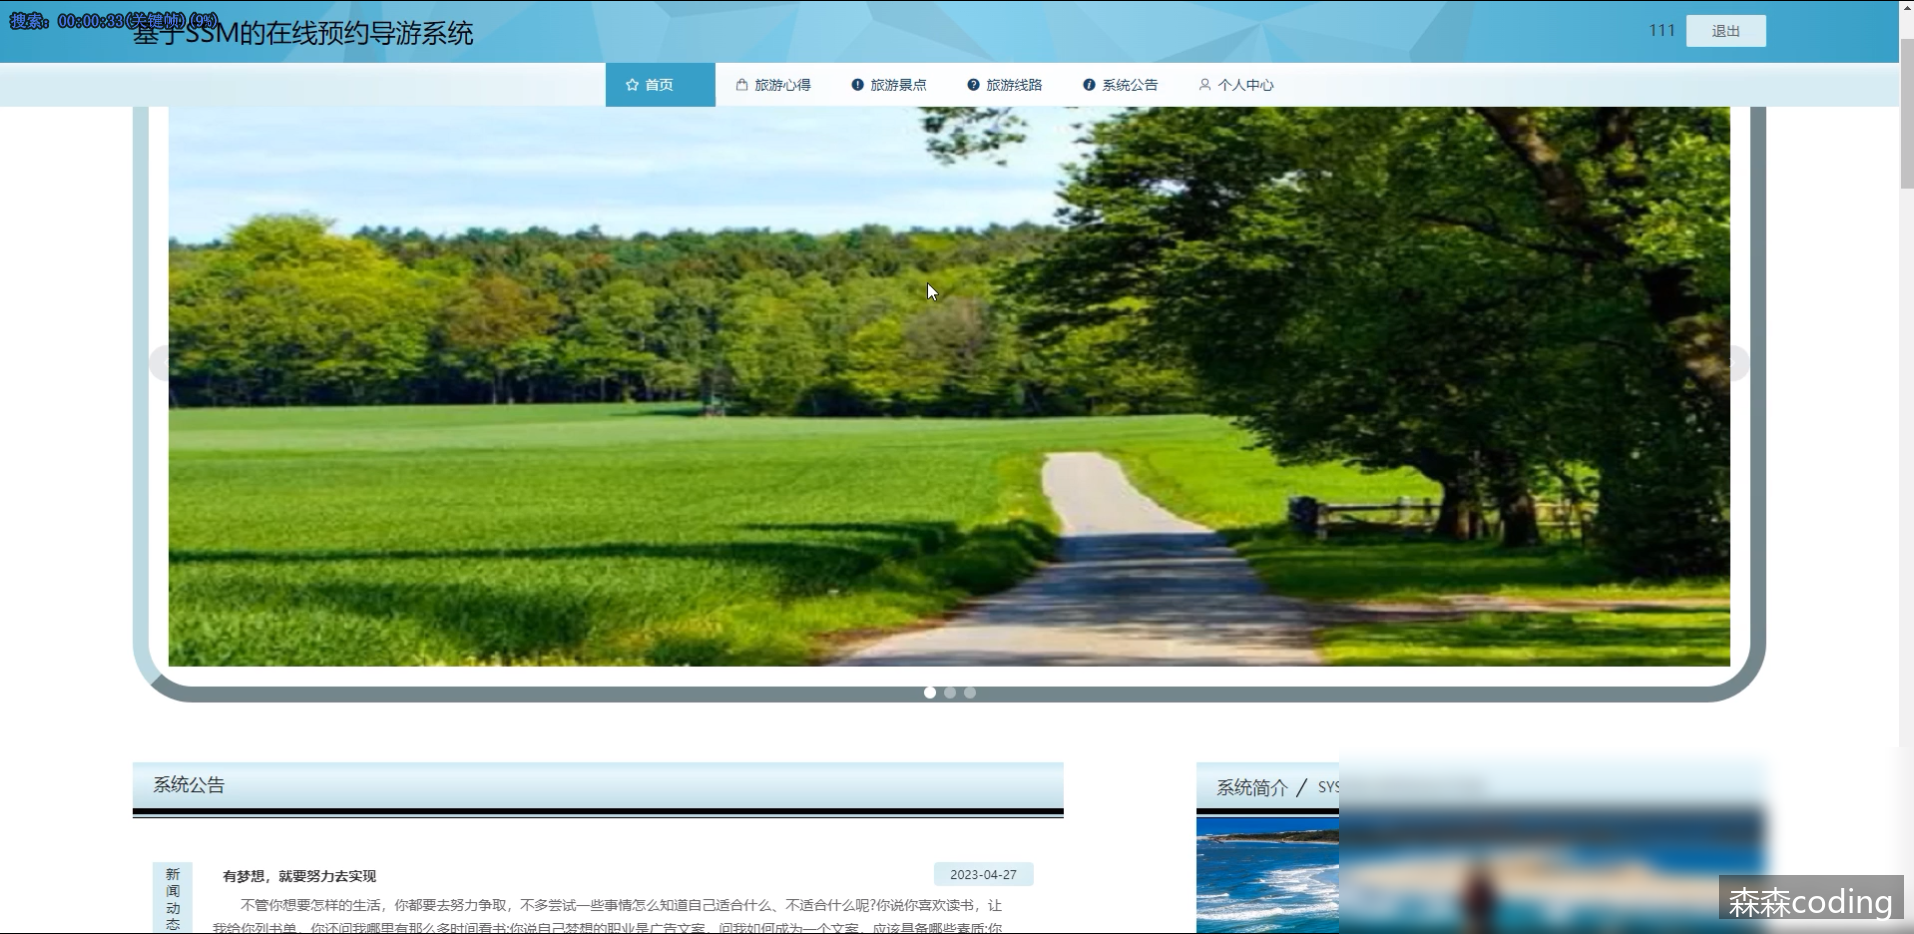 搜索: 00:00:33(关键帧)(9%)
基于SSM的在线预约导游系统
111 退出
首页 旅游心得 旅游景点 旅游线路 系统公告 个人中心
系统公告
系统简介 / SYS
新闻动态
有梦想，就要努力去实现 2023-04-27
不管你想要怎样的生活，你都要去努力争取，不多尝试一些事情怎么知道自己适合什么、不适合什么呢?你说你喜欢读书，让
我给你列书单，你还问我哪里有那么多时间看书;你说自己梦想的职业是广告文案，问我如何成为一个文案，应该具备哪些素质;你
森森coding